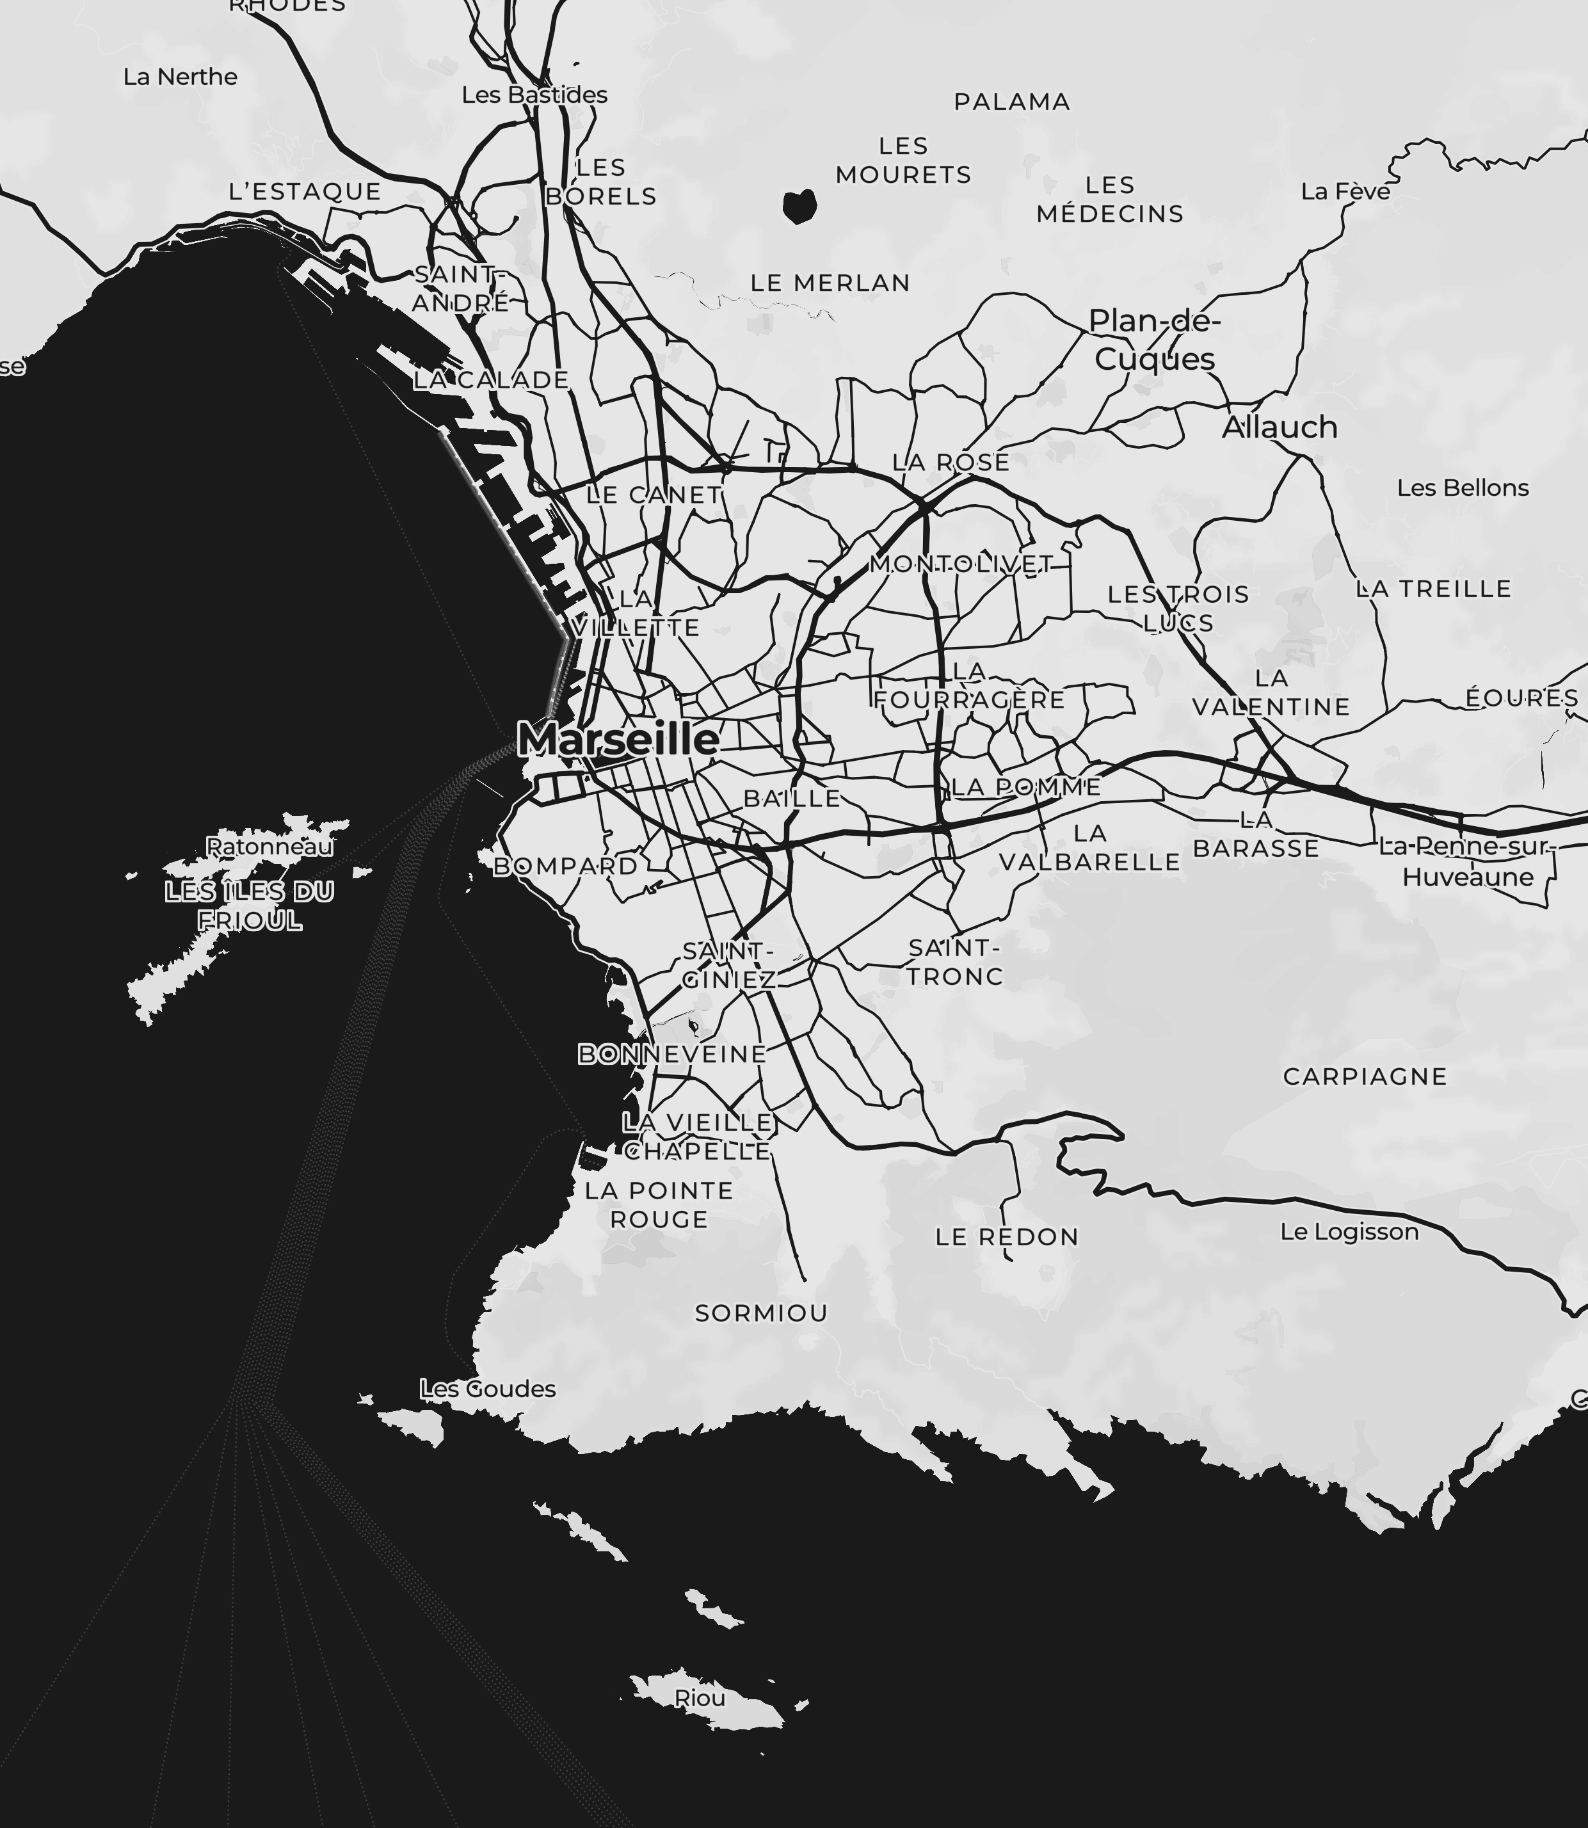 RHODES
La Nerthe
Les Bastides
PALAMA
LES
MOURETS
LES
BORELS
L’ESTAQUE
LES
MÉDECINS
La Fève
SAINT-
ANDRÉ
LE MERLAN
Plan-de-
Cuques
se
LA CALADE
Allauch
LA ROSE
LE CANET
Les Bellons
MONTOLIVET
LES TROIS
LUCS
LA TREILLE
LA
VILLETTE
LA
FOURRAGÈRE
LA
VALENTINE
ÉOURES
Marseille
BAILLE
LA POMME
Ratonneau
LES ÎLES DU
FRIOUL
BOMPARD
LA
VALBARELLE
LA
BARASSE
La-Penne-sur-
Huveaune
SAINT-
GINIEZ
SAINT-
TRONC
BONNEVEINE
CARPIAGNE
LA VIEILLE
CHAPELLE
LA POINTE
ROUGE
LE REDON
Le Logisson
SORMIOU
Les Goudes
Riou